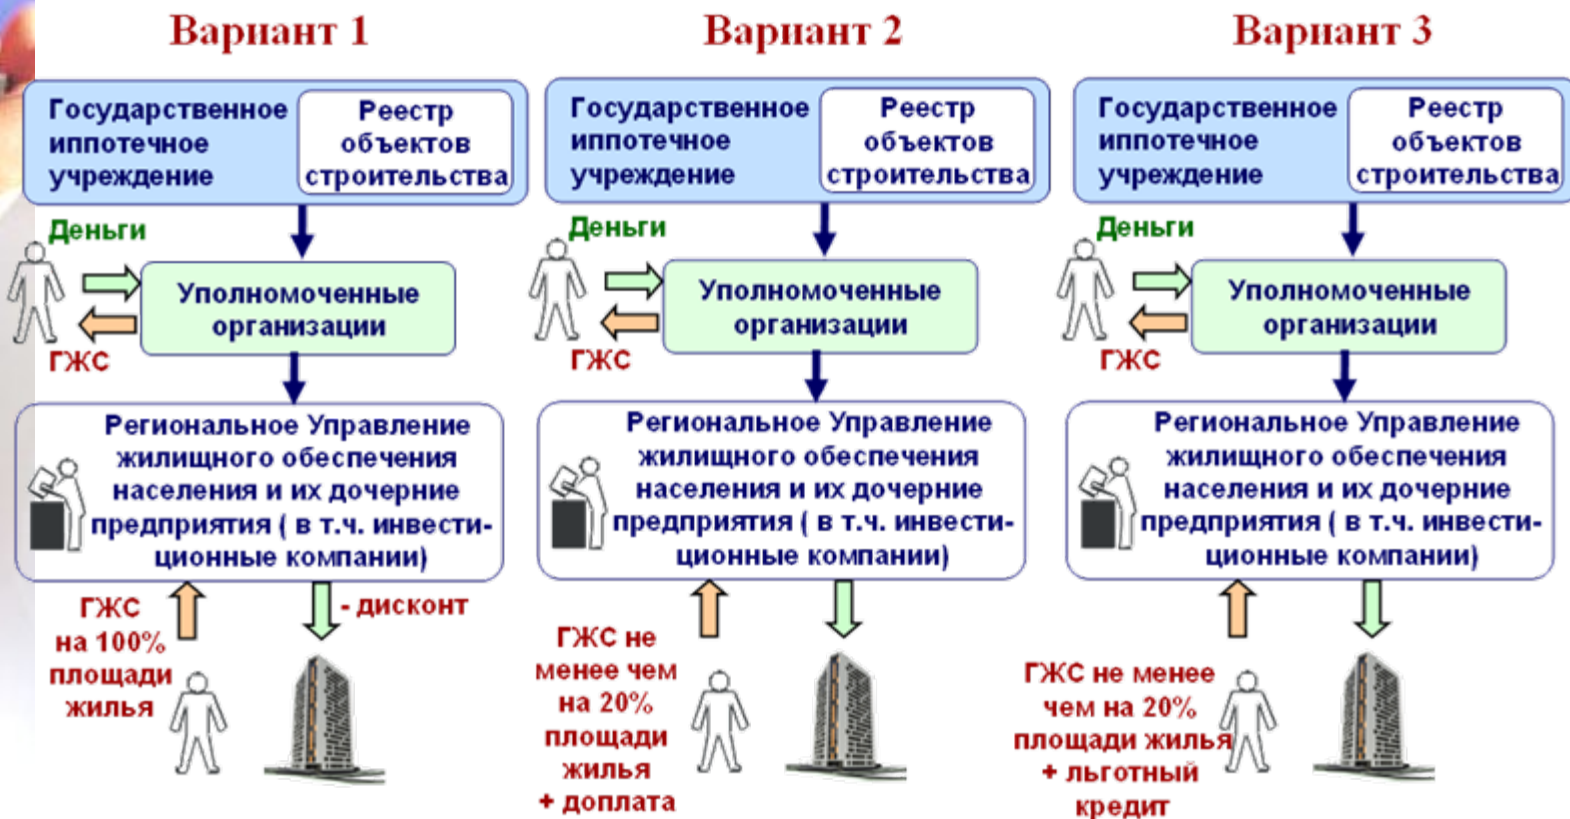 Вариант 1
Государственное
иппотечное
учреждение
Реестр
объектов
строительства
Деньги
Уполномоченные
организации
ГЖС
Региональное Управление
жилищного обеспечения
населения и их дочерние
предприятия ( в т.ч. инвести-
ционные компании)
ГЖС
на 100%
площади
жилья
- дисконт
Вариант 2
Государственное
иппотечное
учреждение
Реестр
объектов
строительства
Деньги
Уполномоченные
организации
ГЖС
Региональное Управление
жилищного обеспечения
населения и их дочерние
предприятия ( в т.ч. инвести-
ционные компании)
ГЖС не
менее чем
на 20%
площади
жилья
+ доплата
Вариант 3
Государственное
иппотечное
учреждение
Реестр
объектов
строительства
Деньги
Уполномоченные
организации
ГЖС
Региональное Управление
жилищного обеспечения
населения и их дочерние
предприятия ( в т.ч. инвести-
ционные компании)
ГЖС не менее
чем на 20%
площади жилья
+ льготный
кредит